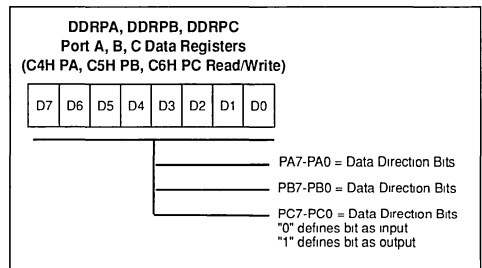 DDRPA, DDRPB, DDRPC
Port A, B, C Data Registers
(C4H PA, C5H PB, C6H PC Read/Write)
D7 D6 D5 D4 D3 D2 D1 D0
PA7-PA0 = Data Direction Bits
PB7-PB0 = Data Direction Bits
PC7-PC0 = Data Direction Bits
"0" defines bit as input
"1" defines bit as output